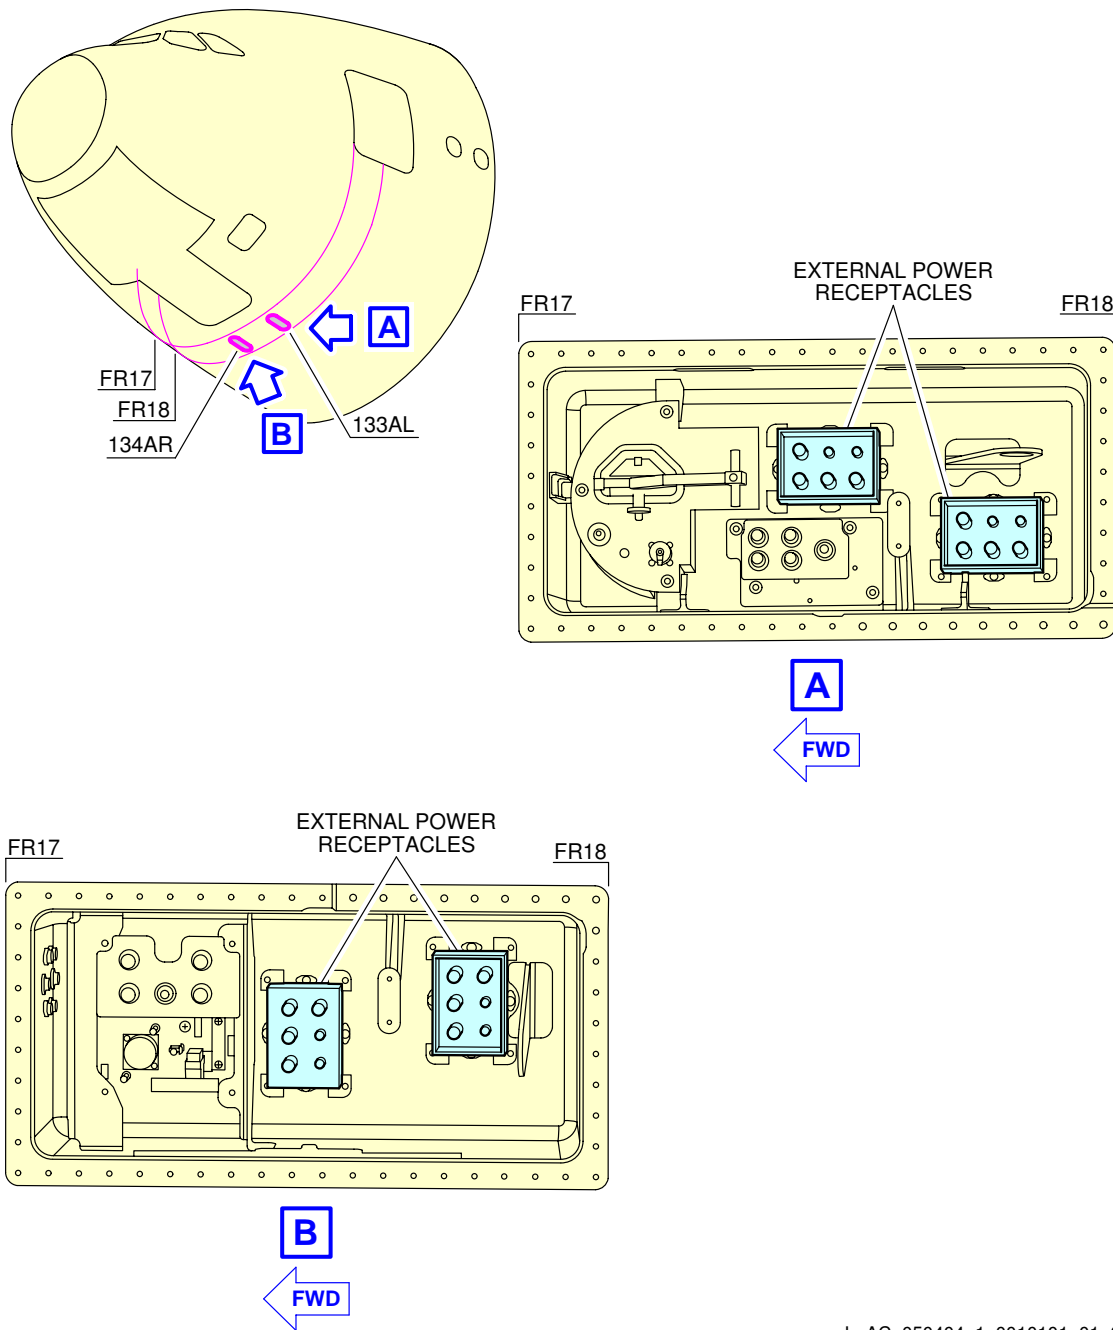 FR17
FR18
134AR
133AL
A
B
EXTERNAL POWER
RECEPTACLES
FR17
FR18
A
FWD
EXTERNAL POWER
RECEPTACLES
FR17
FR18
B
FWD